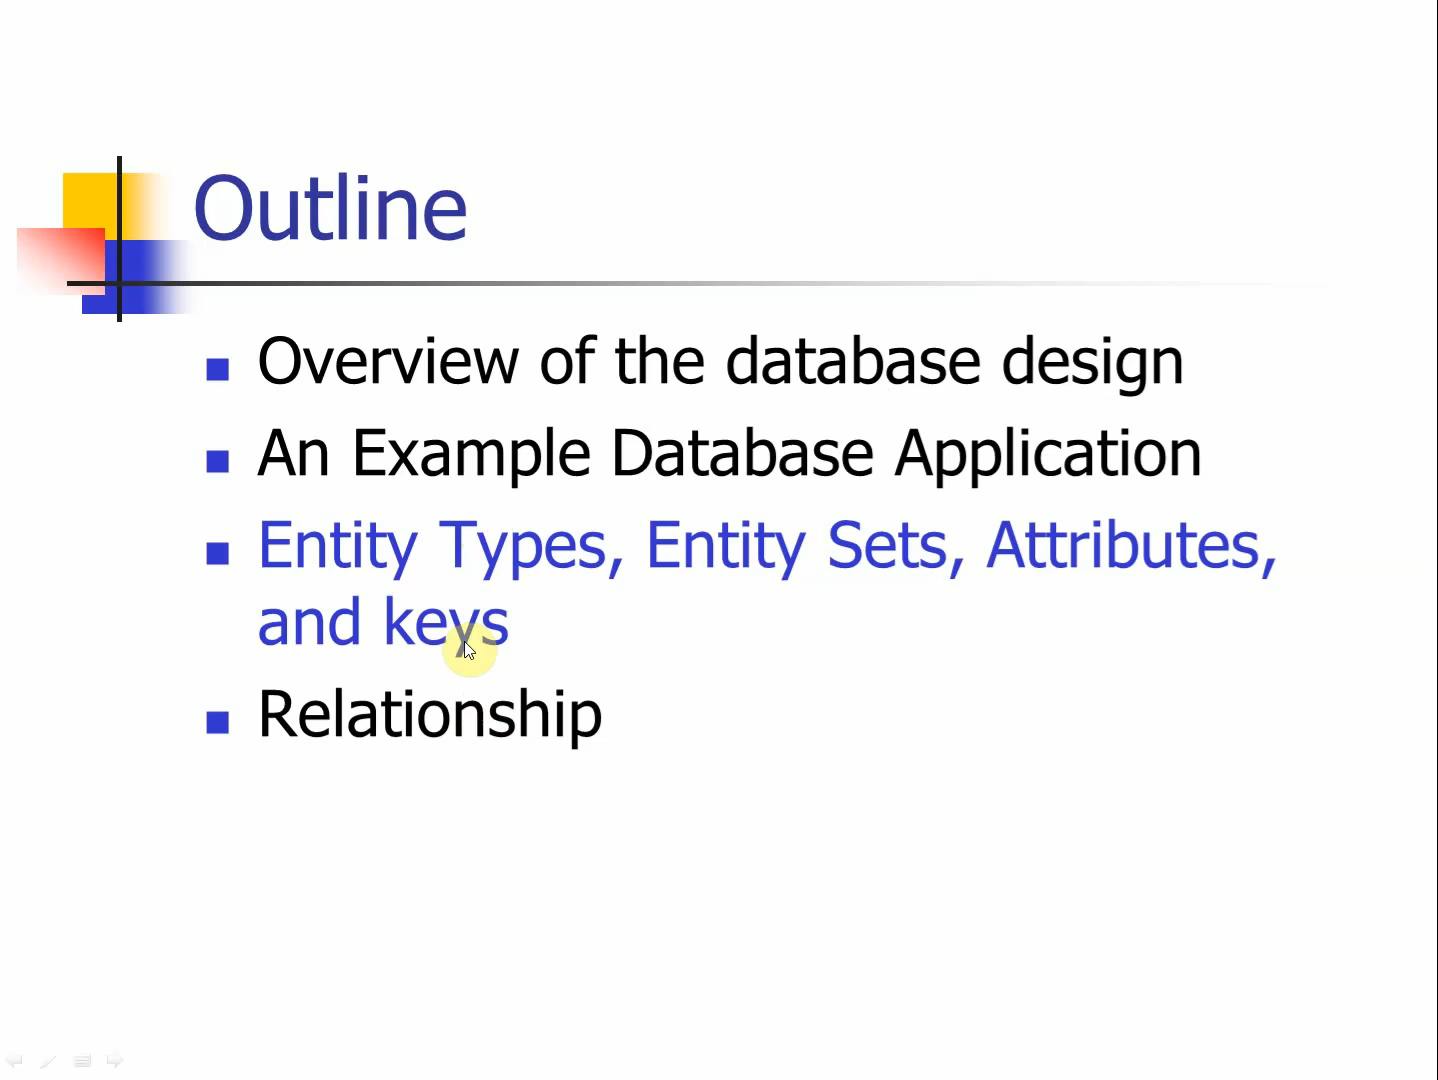 Outline
Overview of the database design
An Example Database Application
Entity Types, Entity Sets, Attributes,
and keys
Relationship